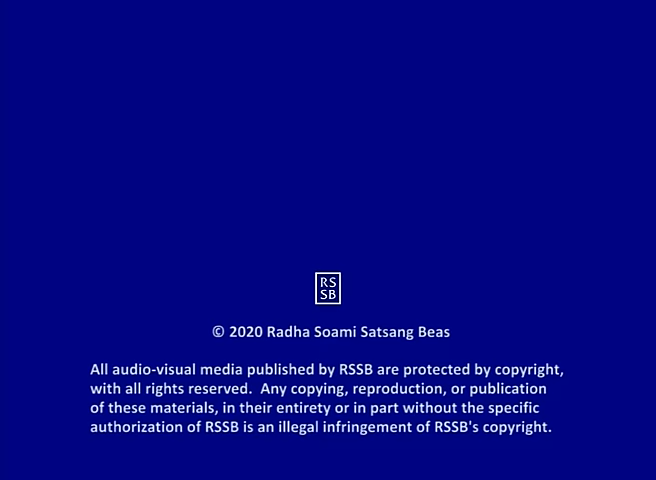 RS
SB
© 2020 Radha Soami Satsang Beas
All audio-visual media published by RSSB are protected by copyright,
with all rights reserved.  Any copying, reproduction, or publication
of these materials, in their entirety or in part without the specific
authorization of RSSB is an illegal infringement of RSSB's copyright.